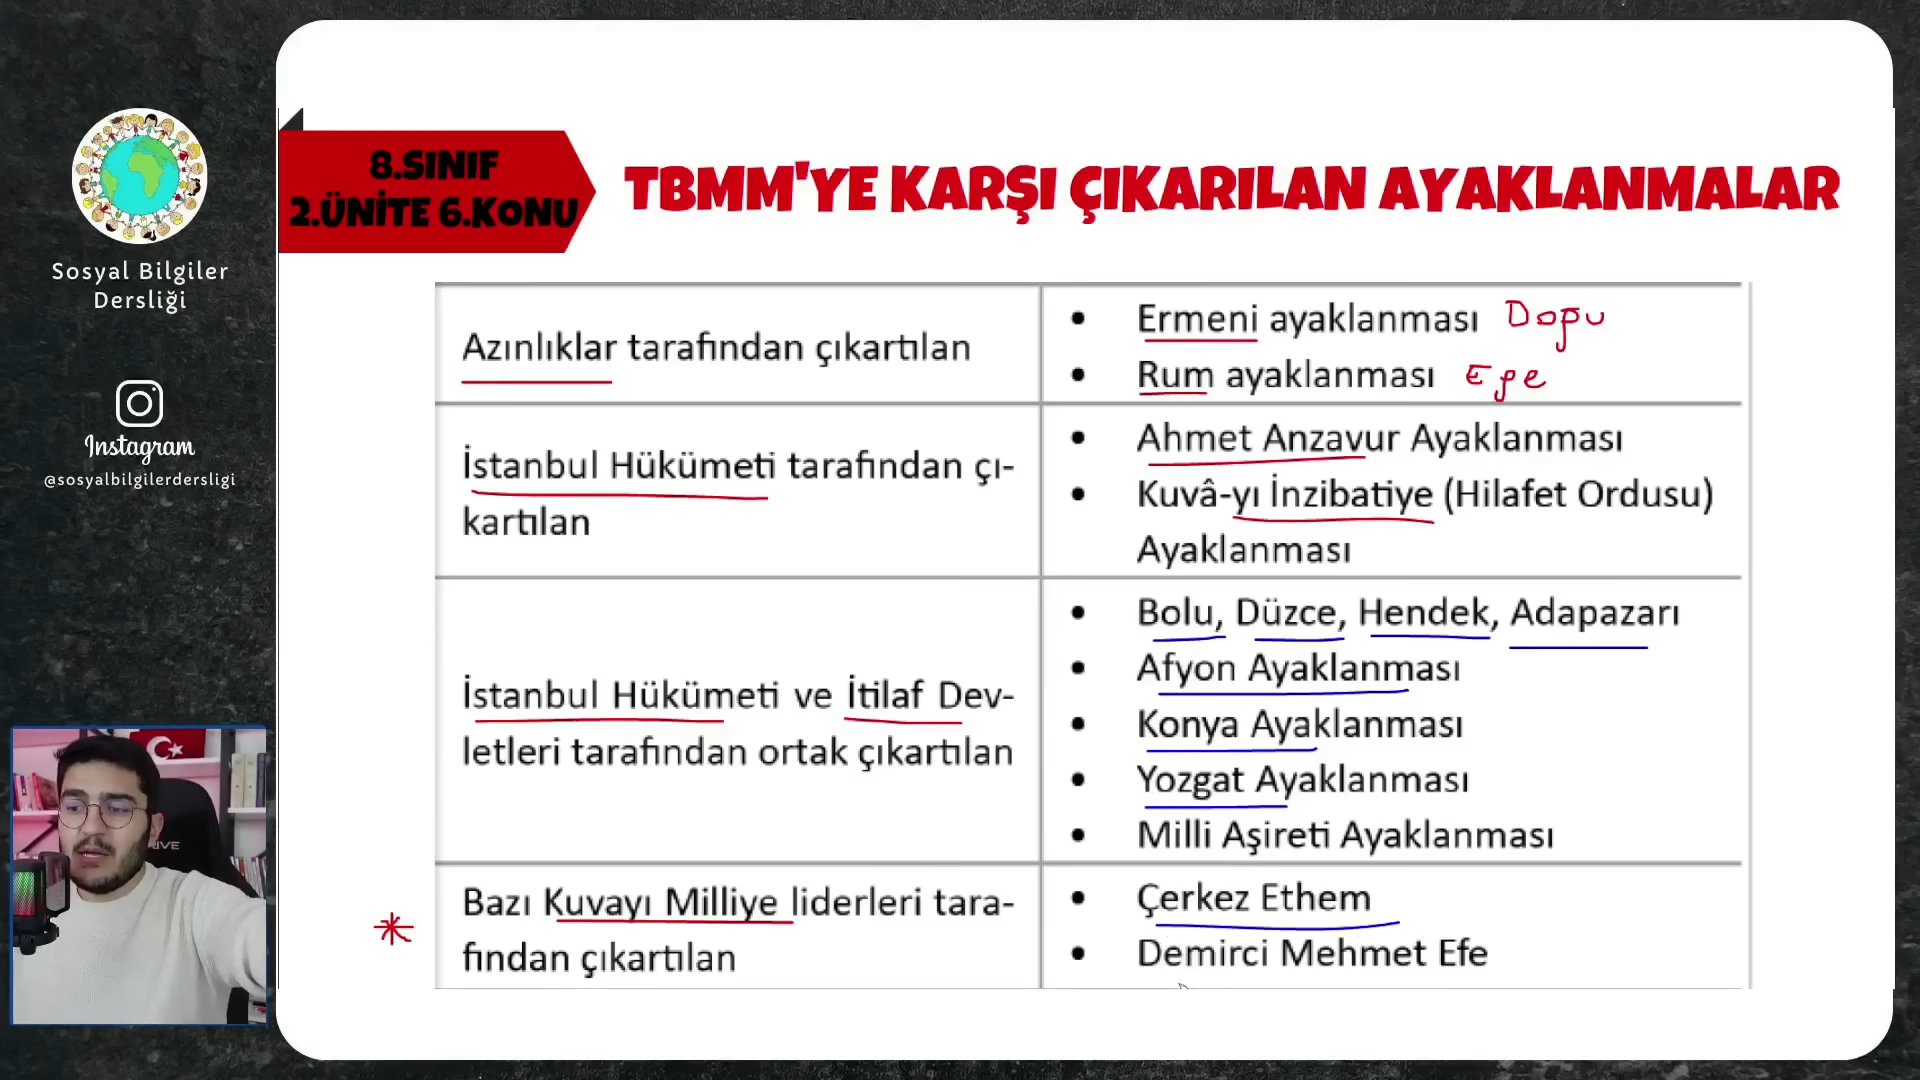 Sosyal Bilgiler
Dersliği
Instagram
@sosyalbilgilerdersligi
8.SINIF
2.ÜNİTE 6.KONU
TBMM'YE KARŞI ÇIKARILAN AYAKLANMALAR
Azınlıklar tarafından çıkartılan
• Ermeni ayaklanması Doğu
• Rum ayaklanması Ege
İstanbul Hükümeti tarafından çı-
kartılan
• Ahmet Anzavur Ayaklanması
• Kuvâ-yı İnzibatiye (Hilafet Ordusu)
Ayaklanması
İstanbul Hükümeti ve İtilaf Dev-
letleri tarafından ortak çıkartılan
• Bolu, Düzce, Hendek, Adapazarı
• Afyon Ayaklanması
• Konya Ayaklanması
• Yozgat Ayaklanması
• Milli Aşireti Ayaklanması
Bazı Kuvayı Milliye liderleri tara-
fından çıkartılan
• Çerkez Ethem
• Demirci Mehmet Efe